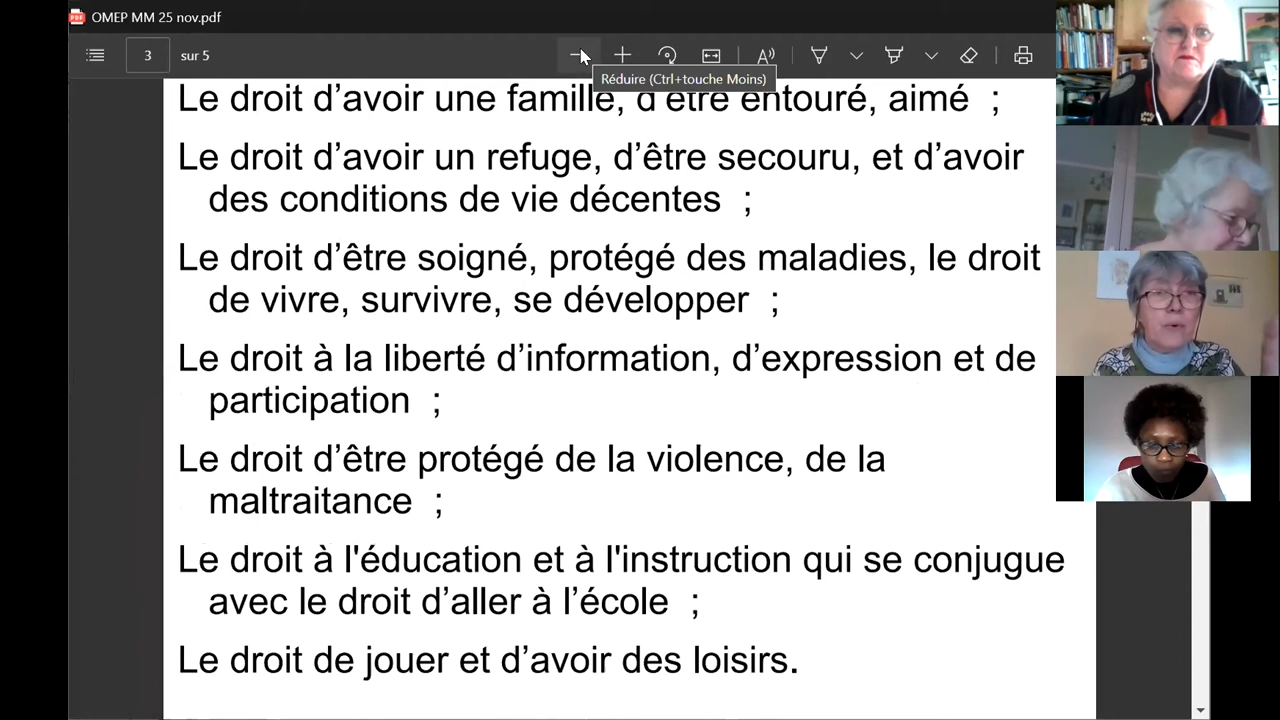 OMEP MM 25 nov.pdf
3 sur 5
Réduire (Ctrl+touche Moins)
Le droit d’avoir une famille, d’être entouré, aimé ;
Le droit d’avoir un refuge, d’être secouru, et d’avoir
des conditions de vie décentes ;
Le droit d’être soigné, protégé des maladies, le droit
de vivre, survivre, se développer ;
Le droit à la liberté d’information, d’expression et de
participation ;
Le droit d’être protégé de la violence, de la
maltraitance ;
Le droit à l'éducation et à l'instruction qui se conjugue
avec le droit d’aller à l’école ;
Le droit de jouer et d’avoir des loisirs.